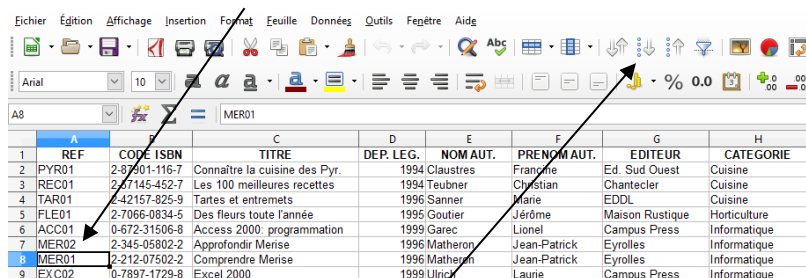 Fichier Édition Affichage Insertion Format Feuille Données Outils Fenêtre Aide
Abc
Arial 10 a a a a % 0.0 .00 .00
A8 fx Σ = MER01
A B C D E F G H
1 REF CODE ISBN TITRE DEP. LEG. NOM AUT. PRENOM AUT. EDITEUR CATEGORIE
2 PYR01 2-87901-116-7 Connaître la cuisine des Pyr. 1994 Claustres Francine Ed. Sud Ouest Cuisine
3 REC01 2-37145-452-7 Les 100 meilleures recettes 1994 Teubner Christian Chantecler Cuisine
4 TAR01 2-42157-825-9 Tartes et entremets 1996 Sanner Marie EDDL Cuisine
5 FLE01 2-7066-0834-5 Des fleurs toute l'année 1995 Goutier Jérôme Maison Rustique Horticulture
6 ACC01 0-672-31506-8 Access 2000: programmation 1999 Garec Lionel Campus Press Informatique
7 MER02 2-345-05802-2 Approfondir Merise 1996 Matheron Jean-Patrick Eyrolles Informatique
8 MER01 2-212-07502-2 Comprendre Merise 1996 Matheron Jean-Patrick Eyrolles Informatique
9 EXC02 0-7897-1729-8 Excel 2000 1999 Ulrich Laurie Campus Press Informatique